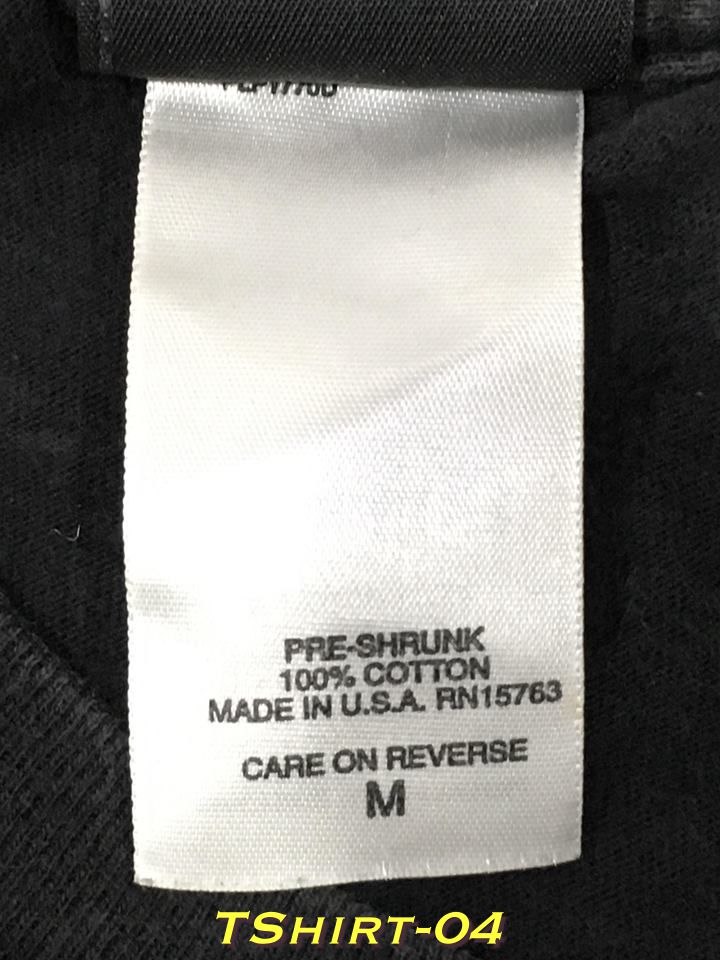 PRE-SHRUNK
100% COTTON
MADE IN U.S.A. RN15763
CARE ON REVERSE
M
TSHIRT-04